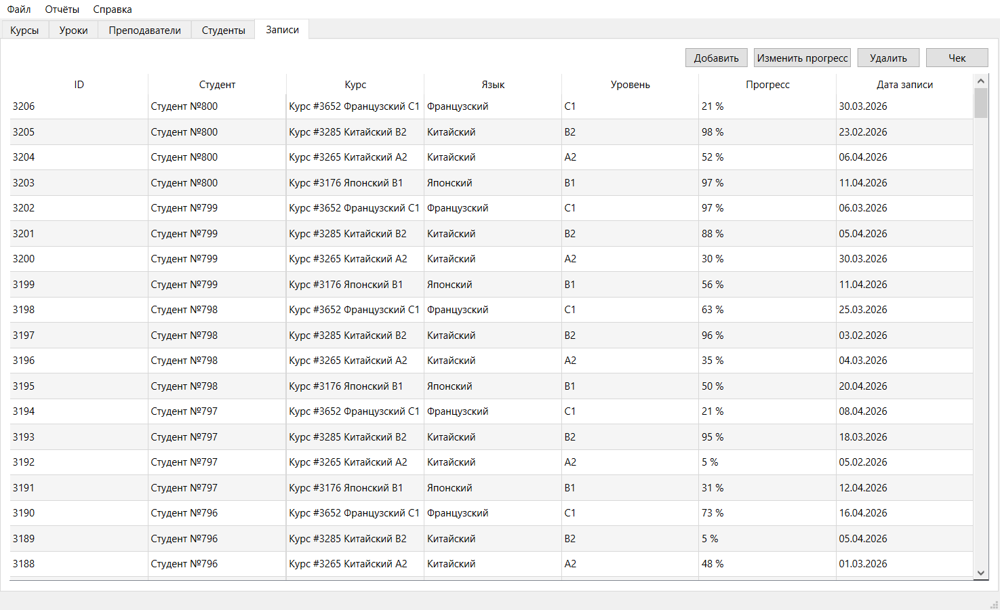 Файл Отчёты Справка
Курсы Уроки Преподаватели Студенты Записи
Добавить Изменить прогресс Удалить Чек
ID Студент Курс Язык Уровень Прогресс Дата записи
3206 Студент №800 Курс #3652 Французский C1 Французский C1 21 % 30.03.2026
3205 Студент №800 Курс #3285 Китайский B2 Китайский B2 98 % 23.02.2026
3204 Студент №800 Курс #3265 Китайский A2 Китайский A2 52 % 06.04.2026
3203 Студент №800 Курс #3176 Японский B1 Японский B1 97 % 11.04.2026
3202 Студент №799 Курс #3652 Французский C1 Французский C1 97 % 06.03.2026
3201 Студент №799 Курс #3285 Китайский B2 Китайский B2 88 % 05.04.2026
3200 Студент №799 Курс #3265 Китайский A2 Китайский A2 30 % 30.03.2026
3199 Студент №799 Курс #3176 Японский B1 Японский B1 56 % 11.04.2026
3198 Студент №798 Курс #3652 Французский C1 Французский C1 63 % 25.03.2026
3197 Студент №798 Курс #3285 Китайский B2 Китайский B2 96 % 03.02.2026
3196 Студент №798 Курс #3265 Китайский A2 Китайский A2 35 % 04.03.2026
3195 Студент №798 Курс #3176 Японский B1 Японский B1 50 % 20.04.2026
3194 Студент №797 Курс #3652 Французский C1 Французский C1 21 % 08.04.2026
3193 Студент №797 Курс #3285 Китайский B2 Китайский B2 95 % 18.03.2026
3192 Студент №797 Курс #3265 Китайский A2 Китайский A2 5 % 05.02.2026
3191 Студент №797 Курс #3176 Японский B1 Японский B1 31 % 12.04.2026
3190 Студент №796 Курс #3652 Французский C1 Французский C1 73 % 16.04.2026
3189 Студент №796 Курс #3285 Китайский B2 Китайский B2 5 % 05.04.2026
3188 Студент №796 Курс #3265 Китайский A2 Китайский A2 48 % 01.03.2026